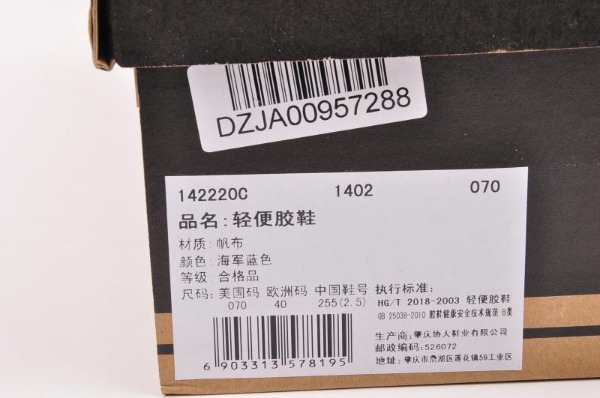 DZJA00957288
142220C 1402 070
品名: 轻便胶鞋
材质: 帆布
颜色: 海军蓝色
等级: 合格品
尺码: 美国码 欧洲码 中国鞋号
070 40 255(2.5)
6903313578195
执行标准:
HG/T 2018-2003 轻便胶鞋
GB 25038-2010 胶鞋健康安全技术规范 B类
生产商: 肇庆协大鞋业有限公司
邮政编码: 526072
地址: 肇庆市鼎湖区莲花镇59工业区